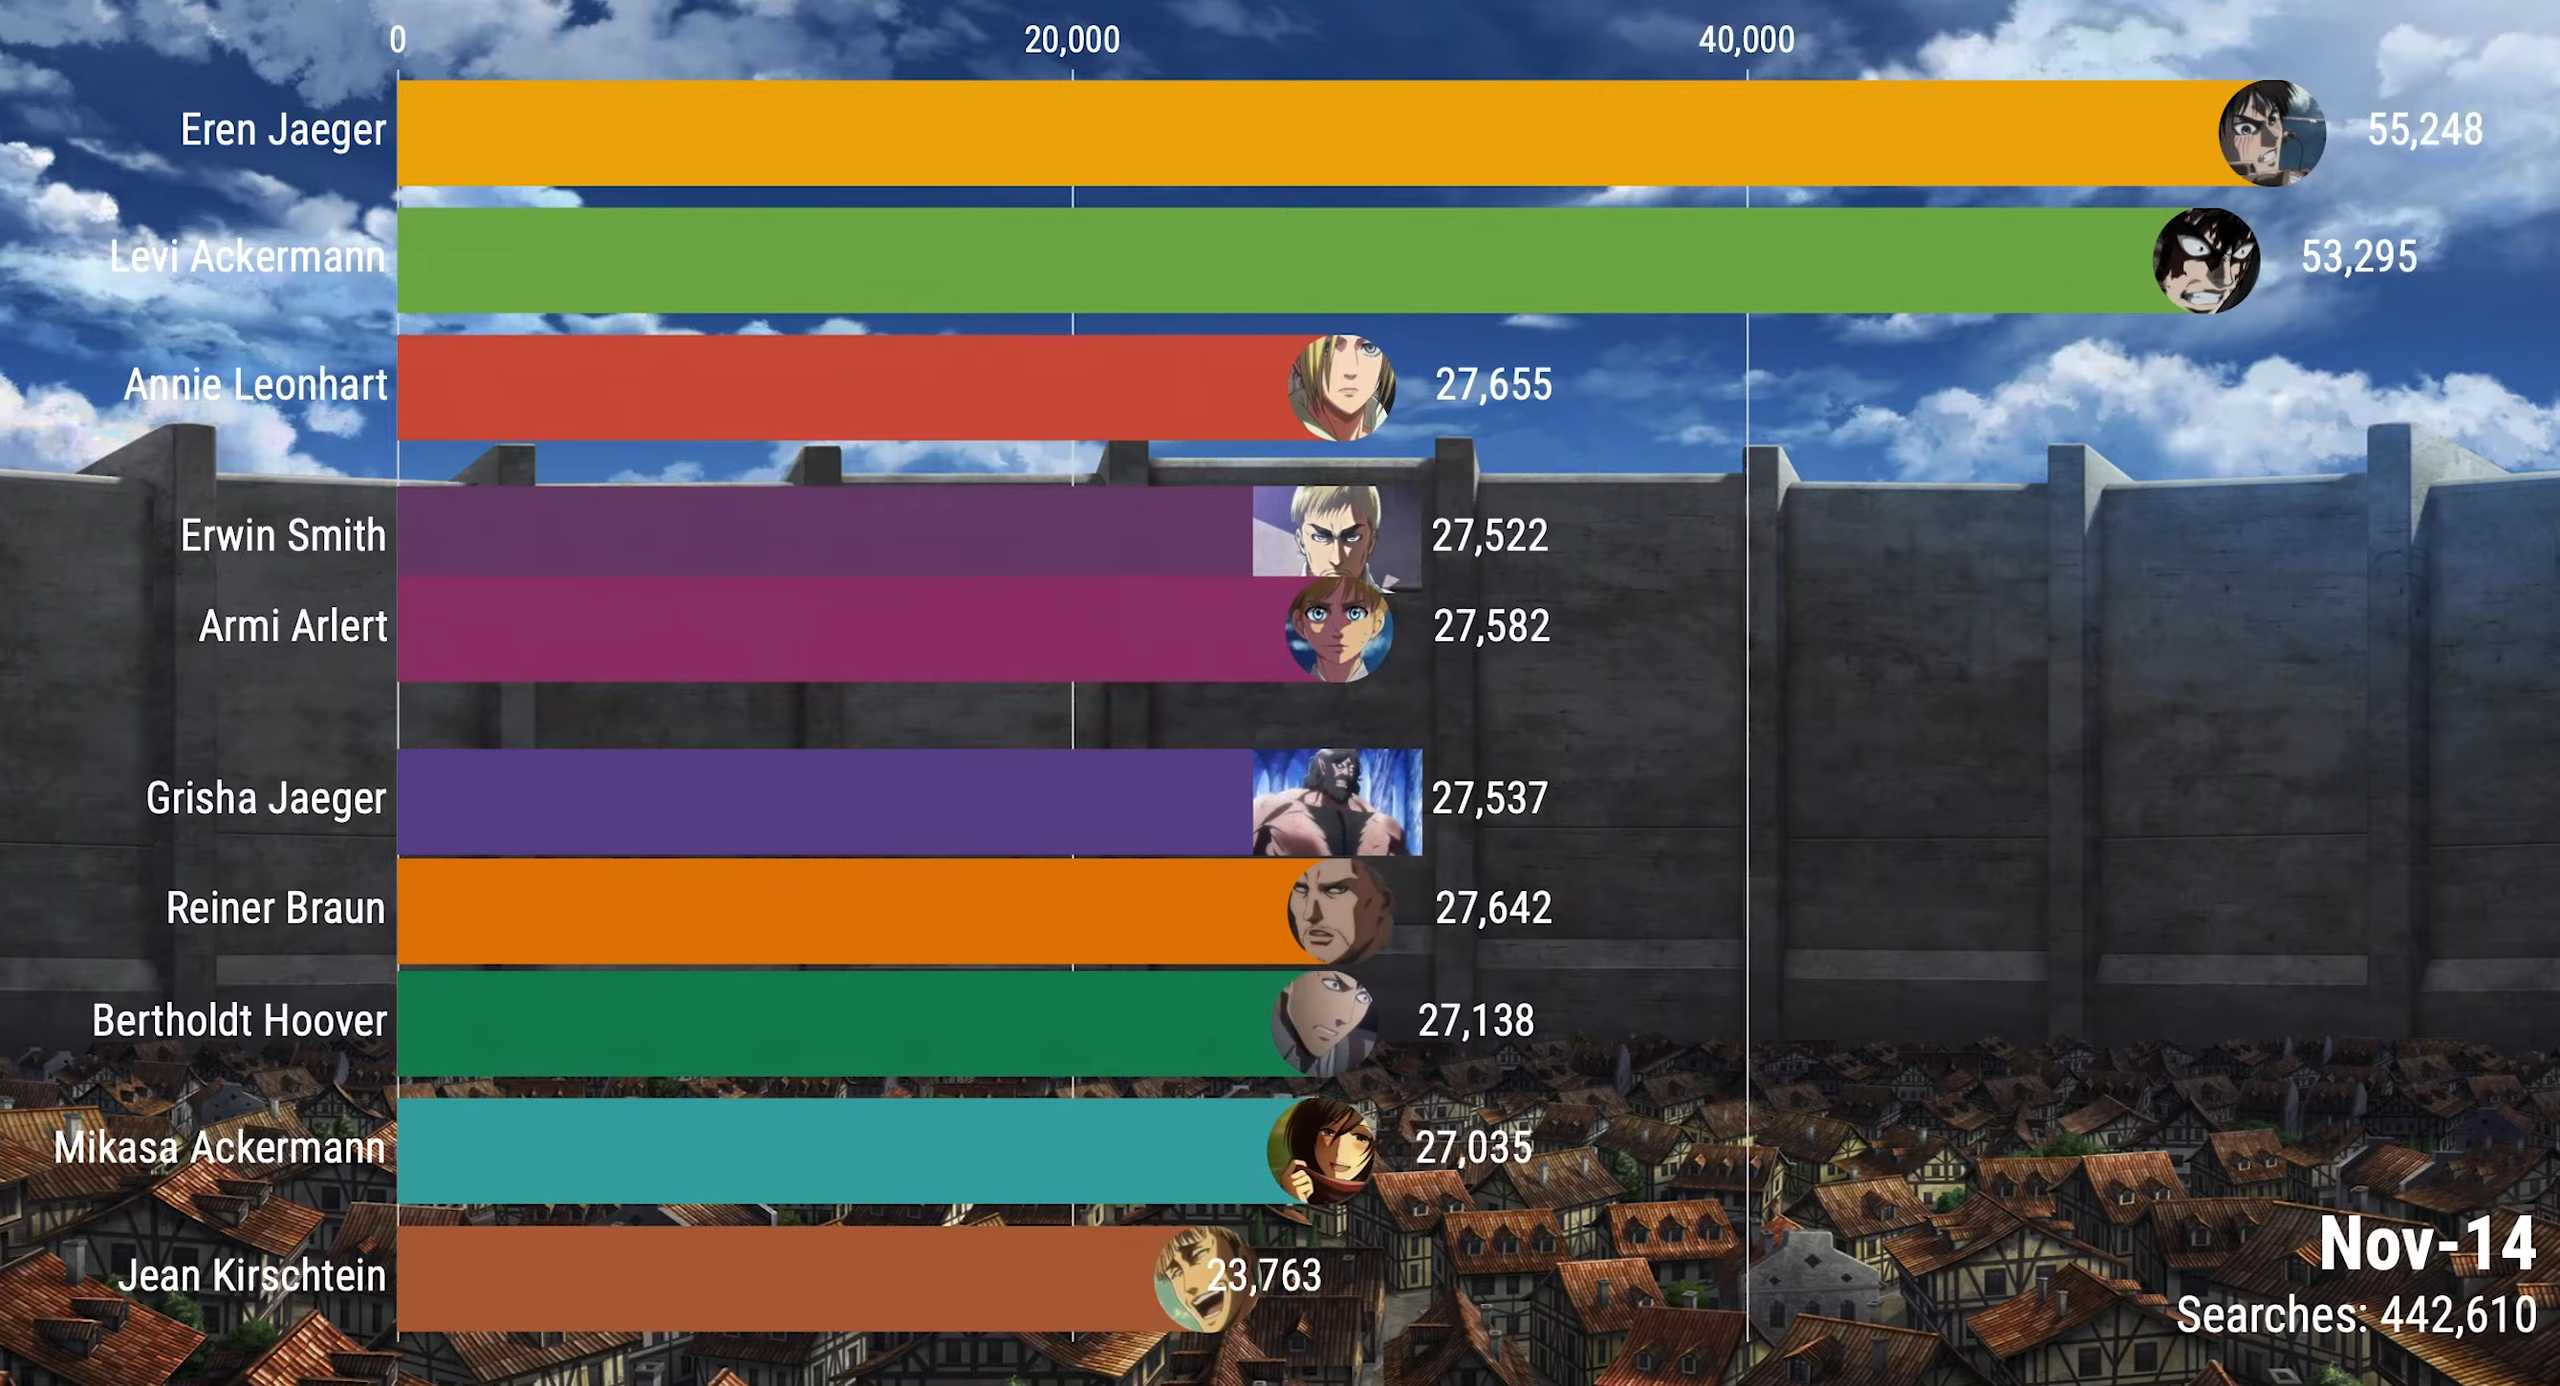 0 20,000 40,000
Eren Jaeger 55,248
Levi Ackermann 53,295
Annie Leonhart 27,655
Erwin Smith 27,522
Armi Arlert 27,582
Grisha Jaeger 27,537
Reiner Braun 27,642
Bertholdt Hoover 27,138
Mikasa Ackermann 27,035
Jean Kirschtein 23,763
Nov-14
Searches: 442,610